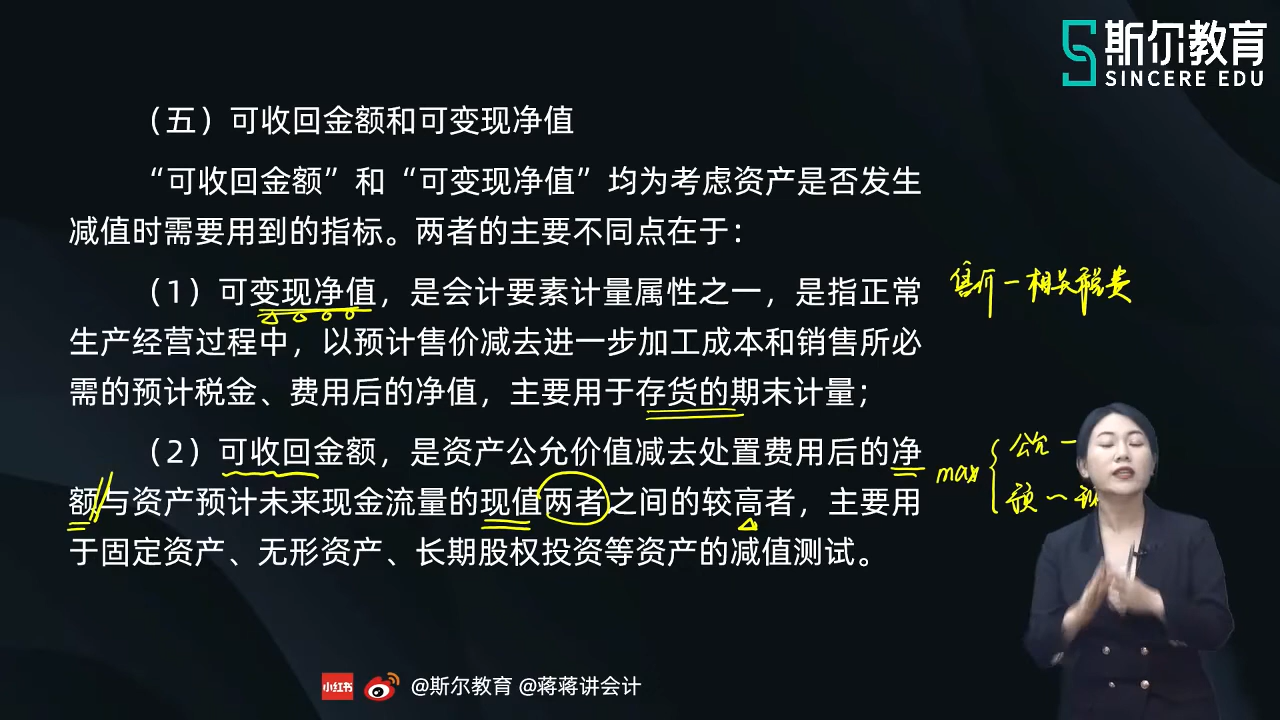 斯尔教育
SINCERE EDU
（五）可收回金额和可变现净值
“可收回金额”和“可变现净值”均为考虑资产是否发生
减值时需要用到的指标。两者的主要不同点在于：
（1）可变现净值，是会计要素计量属性之一，是指正常
售价－相关税费
生产经营过程中，以预计售价减去进一步加工成本和销售所必
需的预计税金、费用后的净值，主要用于存货的期末计量；
（2）可收回金额，是资产公允价值减去处置费用后的净
公允－
max
额与资产预计未来现金流量的现值两者之间的较高者，主要用
预－现
于固定资产、无形资产、长期股权投资等资产的减值测试。
小红书 @斯尔教育 @蒋蒋讲会计